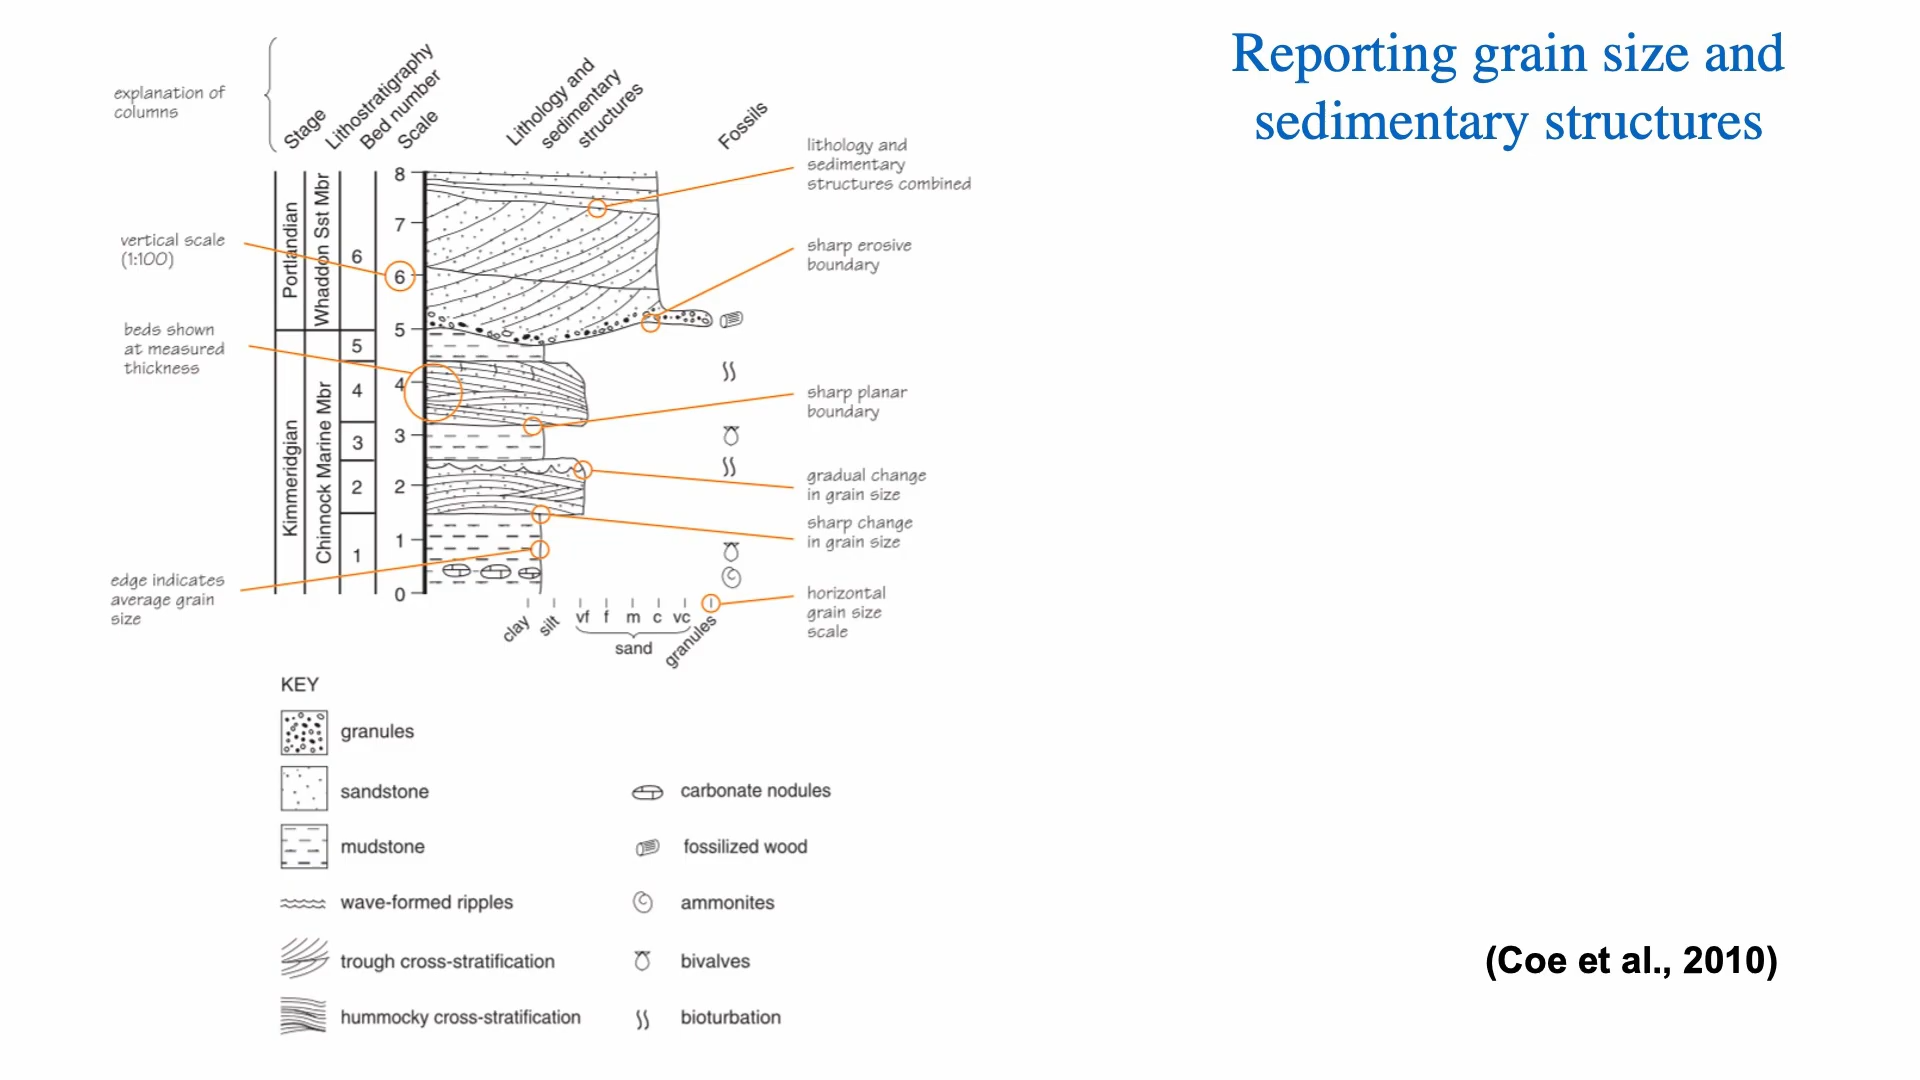 Reporting grain size and
sedimentary structures
explanation of
columns
Stage
Lithostratigraphy
Bed number
Scale
Lithology and
sedimentary
structures
Fossils
lithology and
sedimentary
structures combined
sharp erosive
boundary
vertical scale
(1:100)
beds shown
at measured
thickness
edge indicates
average grain
size
sharp planar
boundary
gradual change
in grain size
sharp change
in grain size
horizontal
grain size
scale
Portlandian
Whaddon Sst Mbr
Kimmeridgian
Chinnock Marine Mbr
6
5
4
3
2
1
8
7
6
5
4
3
2
1
0
clay
silt
vf f m c vc
sand
granules
KEY
granules
sandstone
mudstone
wave-formed ripples
trough cross-stratification
hummocky cross-stratification
carbonate nodules
fossilized wood
ammonites
bivalves
bioturbation
(Coe et al., 2010)